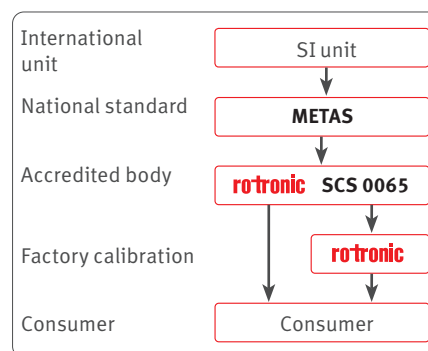 International
unit
SI unit
National standard
METAS
Accredited body
rotronic SCS 0065
Factory calibration
rotronic
Consumer
Consumer